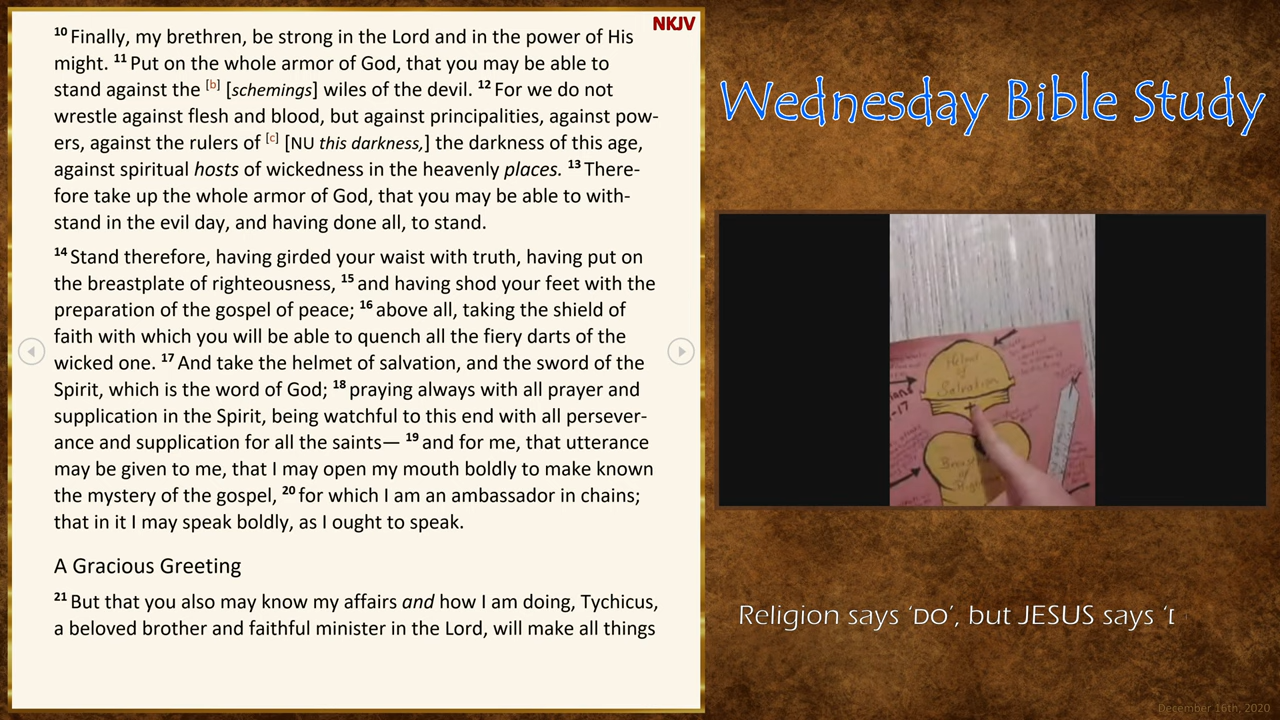 NKJV
10 Finally, my brethren, be strong in the Lord and in the power of His
might. 11 Put on the whole armor of God, that you may be able to
stand against the [b] [schemings] wiles of the devil. 12 For we do not
wrestle against flesh and blood, but against principalities, against pow-
ers, against the rulers of [c] [NU this darkness,] the darkness of this age,
against spiritual hosts of wickedness in the heavenly places. 13 There-
fore take up the whole armor of God, that you may be able to with-
stand in the evil day, and having done all, to stand.
14 Stand therefore, having girded your waist with truth, having put on
the breastplate of righteousness, 15 and having shod your feet with the
preparation of the gospel of peace; 16 above all, taking the shield of
faith with which you will be able to quench all the fiery darts of the
wicked one. 17 And take the helmet of salvation, and the sword of the
Spirit, which is the word of God; 18 praying always with all prayer and
supplication in the Spirit, being watchful to this end with all persever-
ance and supplication for all the saints— 19 and for me, that utterance
may be given to me, that I may open my mouth boldly to make known
the mystery of the gospel, 20 for which I am an ambassador in chains;
that in it I may speak boldly, as I ought to speak.
A Gracious Greeting
21 But that you also may know my affairs and how I am doing, Tychicus,
a beloved brother and faithful minister in the Lord, will make all things
Wednesday Bible Study
Helmet
of
Salvation
-17
of
Religion says ‘DO’, but JESUS says ‘
December 16th, 2020